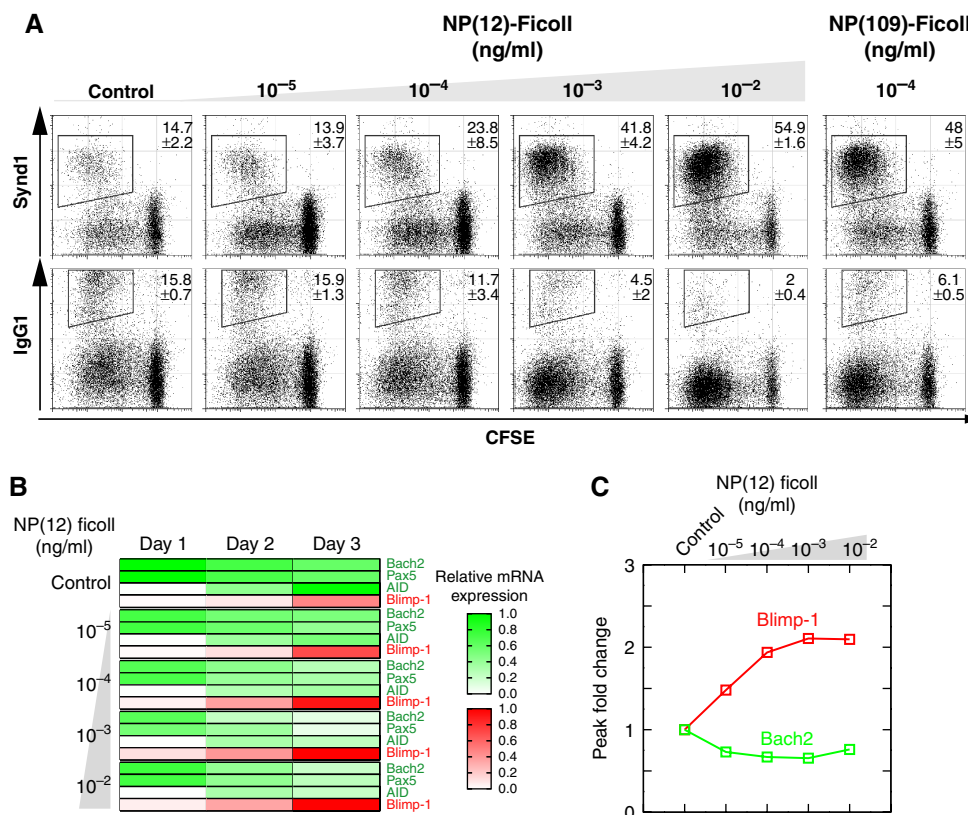 A
NP(12)-Ficoll
(ng/ml)
NP(109)-Ficoll
(ng/ml)
Control 10⁻⁵ 10⁻⁴ 10⁻³ 10⁻² 10⁻⁴
Synd1
14.7 ±2.2
13.9 ±3.7
23.8 ±8.5
41.8 ±4.2
54.9 ±1.6
48 ±5
IgG1
15.8 ±0.7
15.9 ±1.3
11.7 ±3.4
4.5 ±2
2 ±0.4
6.1 ±0.5
CFSE
B
NP(12) ficoll
(ng/ml)
Day 1 Day 2 Day 3
Control
Bach2
Pax5
AID
Blimp-1
10⁻⁵
Bach2
Pax5
AID
Blimp-1
10⁻⁴
Bach2
Pax5
AID
Blimp-1
10⁻³
Bach2
Pax5
AID
Blimp-1
10⁻²
Bach2
Pax5
AID
Blimp-1
Relative mRNA
expression
1.0
0.8
0.6
0.4
0.2
0.0
1.0
0.8
0.6
0.4
0.2
0.0
C
NP(12) ficoll
(ng/ml)
Control 10⁻⁵ 10⁻⁴ 10⁻³ 10⁻²
Peak fold change
3
2
1
0
Blimp-1
Bach2